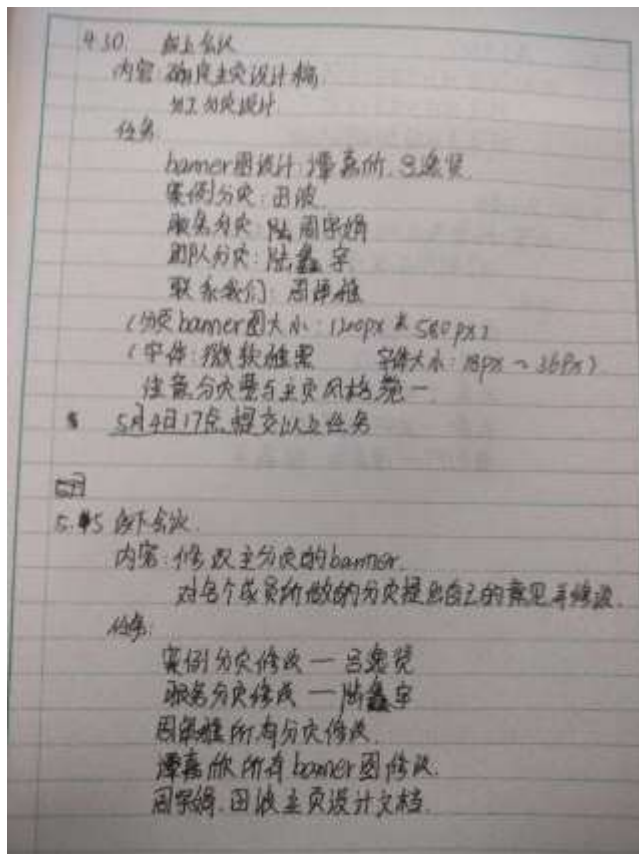 4.30. 线上会议
内容: 确定主页设计稿.
分工分页设计
任务
banner图设计: 谭嘉欣. 吕逸贤
案例分页: 田波.
服务分页: 陆 周宇娟
团队分页: 陆鑫宇
联系我们: 周
(分页banner图大小: 1200px * 580px)
(字体: 微软雅黑 字体大小: 18px ~ 36px)
注意分页要与主页风格统一.
5月4日17点.提交以上任务
5.5 线下会议.
内容: 修改主分页的banner.
对各个成员所做的分页提出自己的意见并修改.
任务:
案例分页修改 — 吕逸贤
服务分页修改 — 陆鑫宇
周 所有分页修改.
谭嘉欣 所有banner图修改.
周宇娟. 田波 主页设计文档.